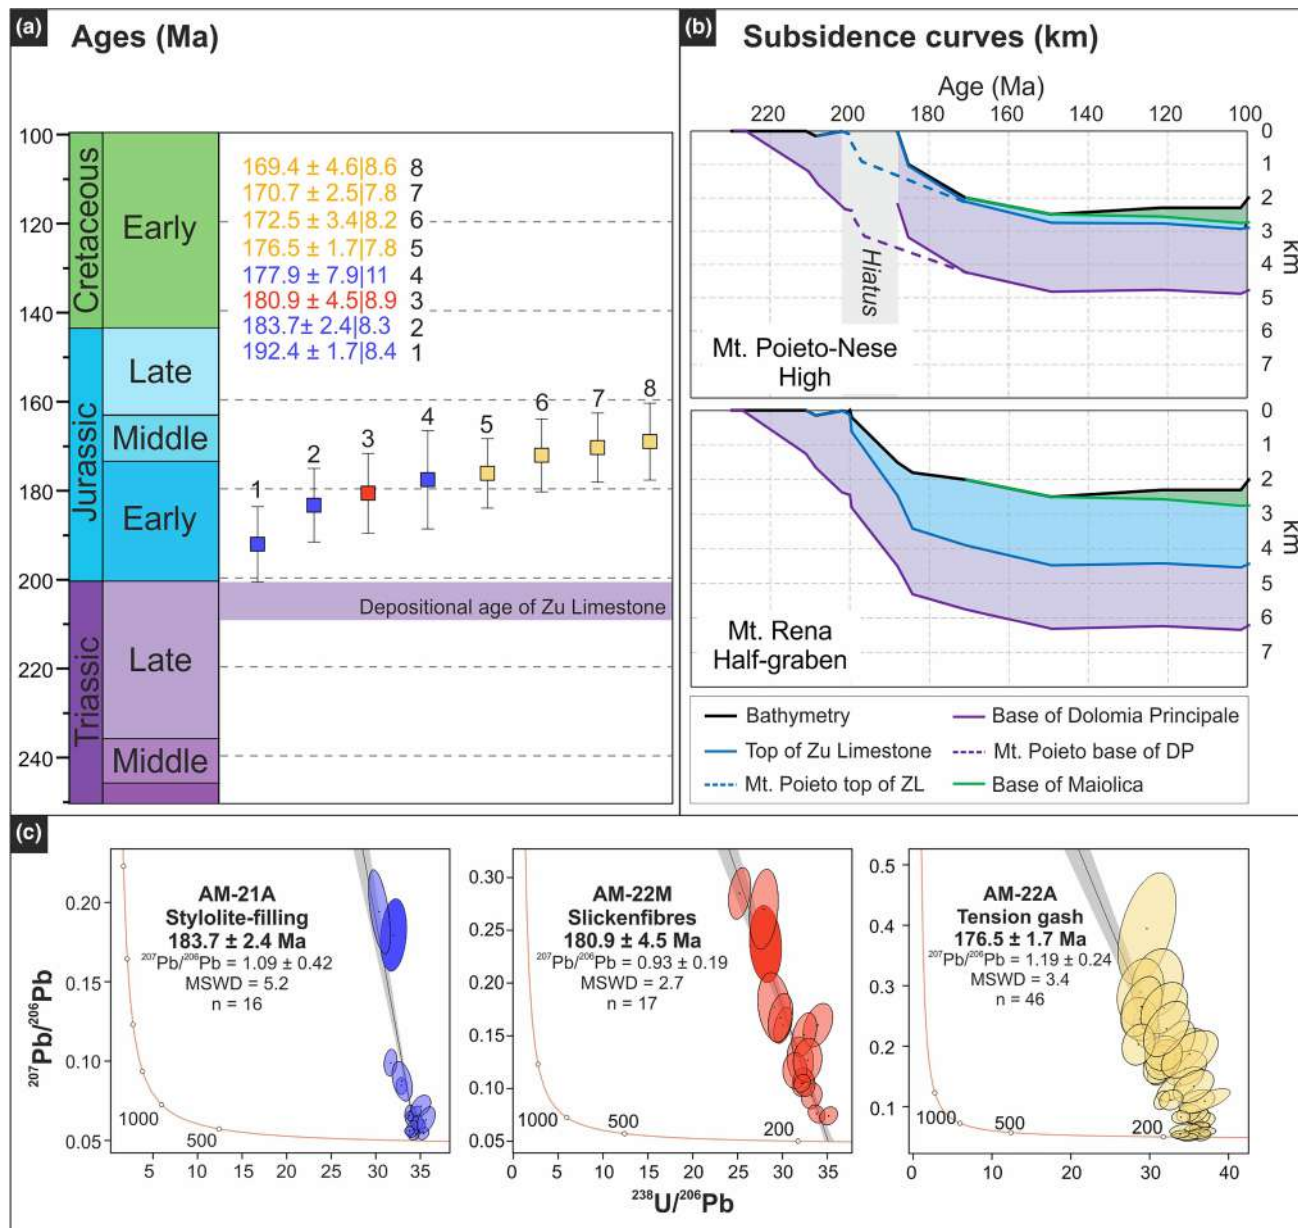 (a) Ages (Ma)
100
120
140
160
180
200
220
240
Cretaceous
Jurassic
Triassic
Early
Late
Middle
Early
Late
Middle
169.4 ± 4.6|8.6 8
170.7 ± 2.5|7.8 7
172.5 ± 3.4|8.2 6
176.5 ± 1.7|7.8 5
177.9 ± 7.9|11 4
180.9 ± 4.5|8.9 3
183.7± 2.4|8.3 2
192.4 ± 1.7|8.4 1
1 2 3 4 5 6 7 8
Depositional age of Zu Limestone
(b) Subsidence curves (km)
Age (Ma)
220 200 180 160 140 120 100
0
1
2
3
4
5
6
7
km
Hiatus
Mt. Poieto-Nese
High
0
1
2
3
4
5
6
7
km
Mt. Rena
Half-graben
Bathymetry
Base of Dolomia Principale
Top of Zu Limestone
Mt. Poieto base of DP
Mt. Poieto top of ZL
Base of Maiolica
(c)
²⁰⁷Pb/²⁰⁶Pb
0.20
0.15
0.10
0.05
AM-21A
Stylolite-filling
183.7 ± 2.4 Ma
²⁰⁷Pb/²⁰⁶Pb = 1.09 ± 0.42
MSWD = 5.2
n = 16
1000 500
5 10 15 20 25 30 35
0.30
0.25
0.20
0.15
0.10
0.05
AM-22M
Slickenfibres
180.9 ± 4.5 Ma
²⁰⁷Pb/²⁰⁶Pb = 0.93 ± 0.19
MSWD = 2.7
n = 17
1000 500 200
0 5 10 15 20 25 30 35
0.5
0.4
0.3
0.2
0.1
AM-22A
Tension gash
176.5 ± 1.7 Ma
²⁰⁷Pb/²⁰⁶Pb = 1.19 ± 0.24
MSWD = 3.4
n = 46
1000 500 200
0 10 20 30 40
²³⁸U/²⁰⁶Pb